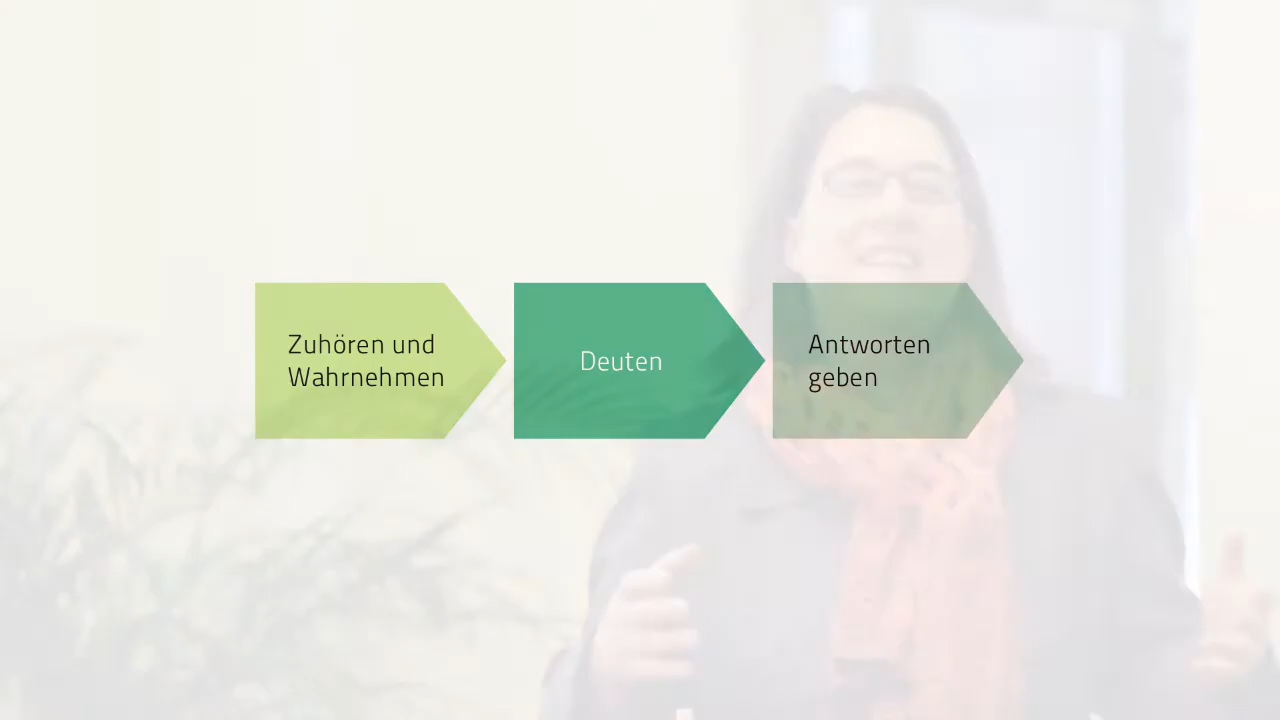 Zuhören und
Wahrnehmen
Deuten
Antworten
geben